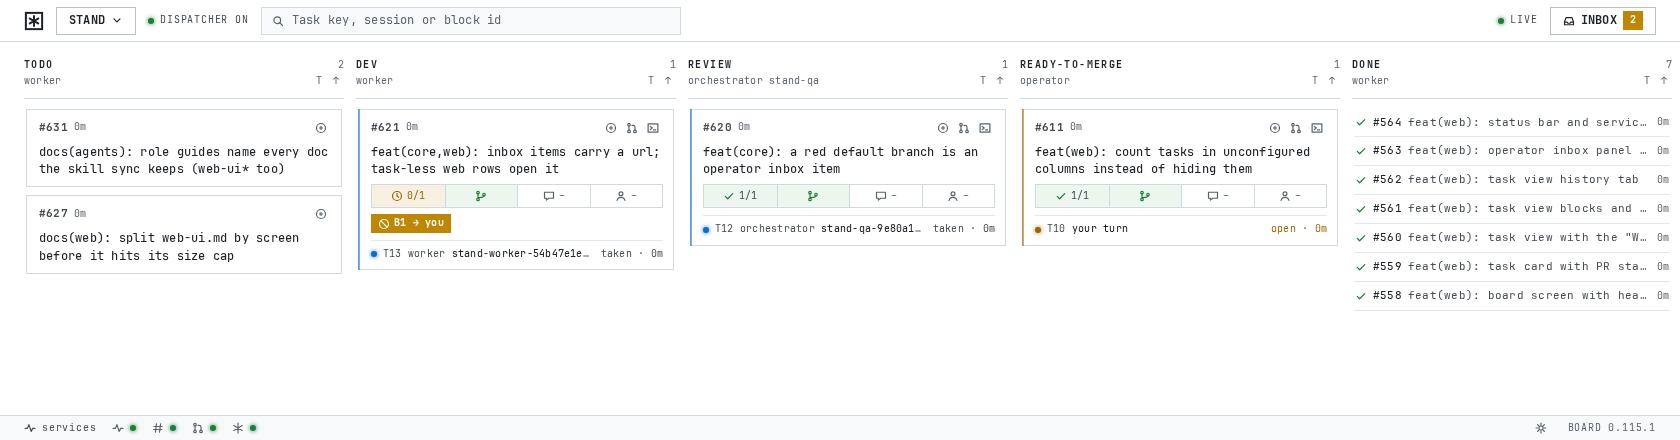 STAND
DISPATCHER ON
Task key, session or block id
LIVE
INBOX 2
TODO 2
worker T ↑
#631 0m
docs(agents): role guides name every doc
the skill sync keeps (web-ui* too)
#627 0m
docs(web): split web-ui.md by screen
before it hits its size cap
DEV 1
worker T ↑
#621 0m
feat(core,web): inbox items carry a url;
task-less web rows open it
0/1 – –
B1 → you
T13 worker stand-worker-54b47e1e… taken · 0m
REVIEW 1
orchestrator stand-qa T ↑
#620 0m
feat(core): a red default branch is an
operator inbox item
1/1 – –
T12 orchestrator stand-qa-9e80a1… taken · 0m
READY-TO-MERGE 1
operator T ↑
#611 0m
feat(web): count tasks in unconfigured
columns instead of hiding them
1/1 – –
T10 your turn open · 0m
DONE 7
worker T ↑
#564 feat(web): status bar and servic… 0m
#563 feat(web): operator inbox panel … 0m
#562 feat(web): task view history tab 0m
#561 feat(web): task view blocks and … 0m
#560 feat(web): task view with the "W… 0m
#559 feat(web): task card with PR sta… 0m
#558 feat(web): board screen with hea… 0m
services
BOARD 0.115.1